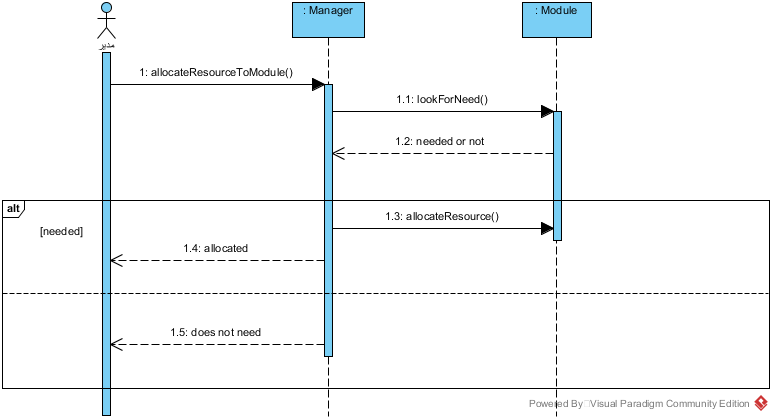 : Manager
: Module
مدیر
1: allocateResourceToModule()
1.1: lookForNeed()
1.2: needed or not
alt
1.3: allocateResource()
[needed]
1.4: allocated
1.5: does not need
Powered By Visual Paradigm Community Edition